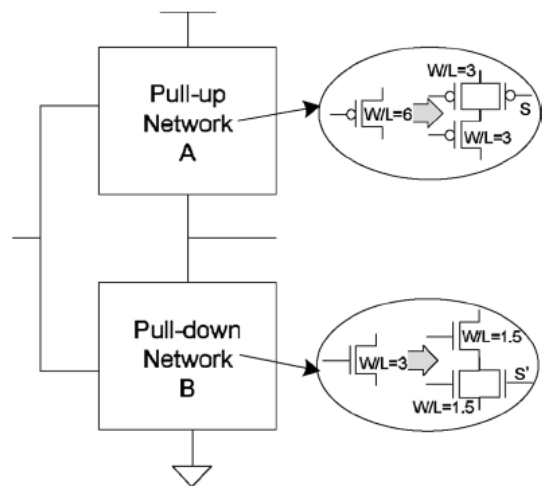 Pull-up
Network
A
W/L=3
W/L=6
S
W/L=3
Pull-down
Network
B
W/L=1.5
W/L=3
S'
W/L=1.5